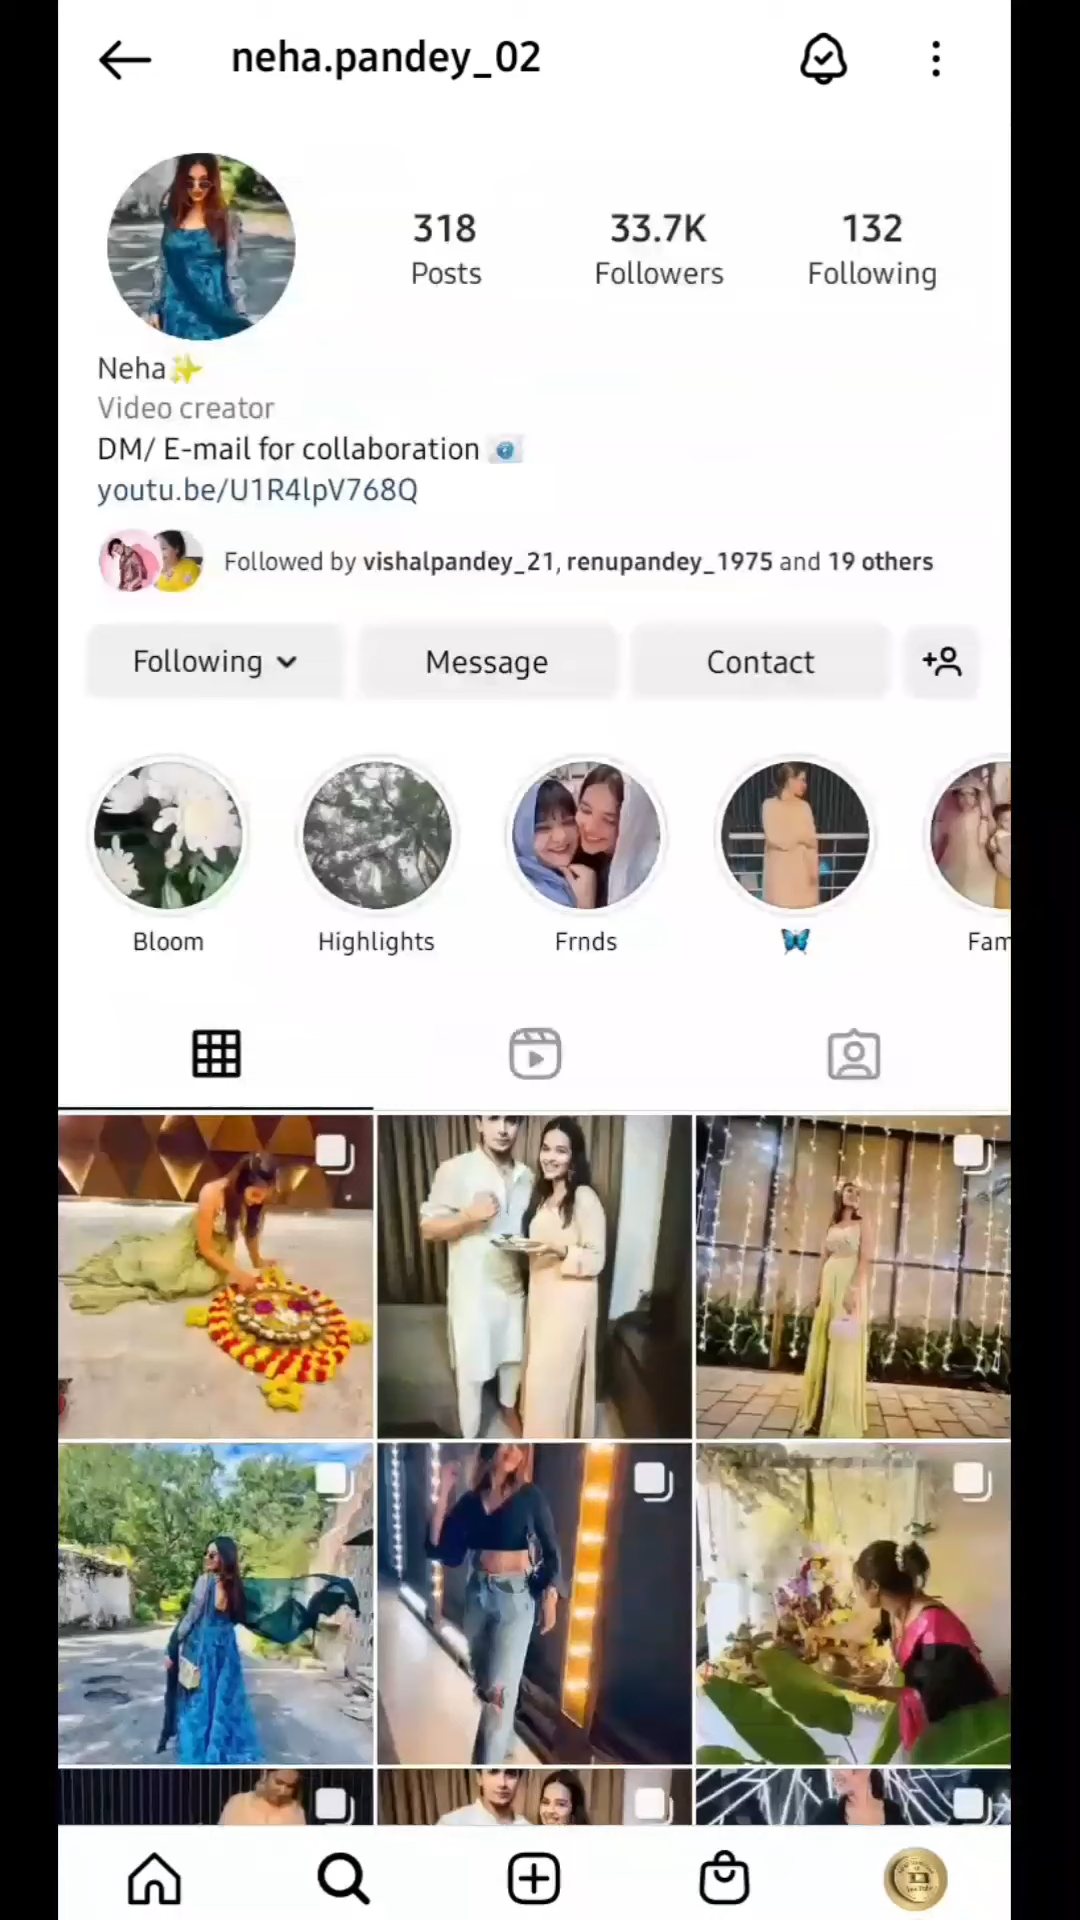 neha.pandey_02
318
Posts
33.7K
Followers
132
Following
Neha✨
Video creator
DM/ E-mail for collaboration 📧
youtu.be/U1R4lpV768Q
Followed by vishalpandey_21, renupandey_1975 and 19 others
Following
Message
Contact
Bloom
Highlights
Frnds
🦋
Fam